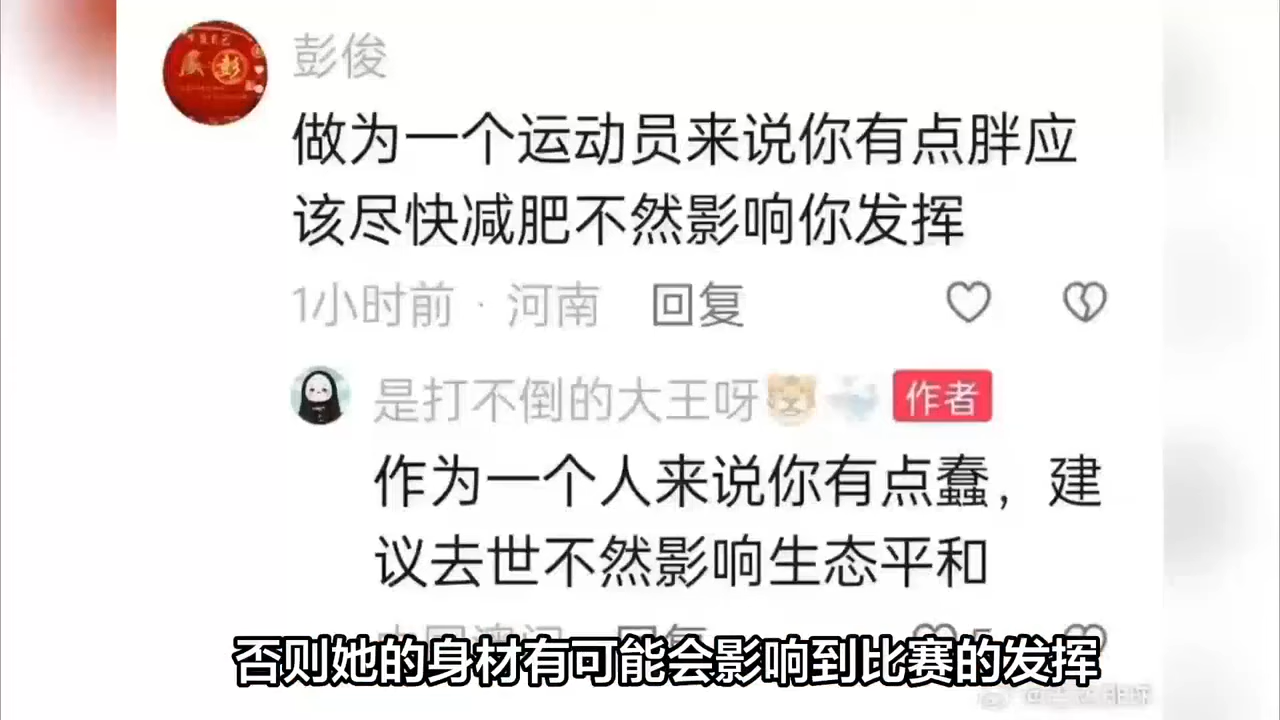 彭俊
做为一个运动员来说你有点胖应
该尽快减肥不然影响你发挥
1小时前 · 河南 回复
是打不倒的大王呀 作者
作为一个人来说你有点蠢，建
议去世不然影响生态平和
否则她的身材有可能会影响到比赛的发挥